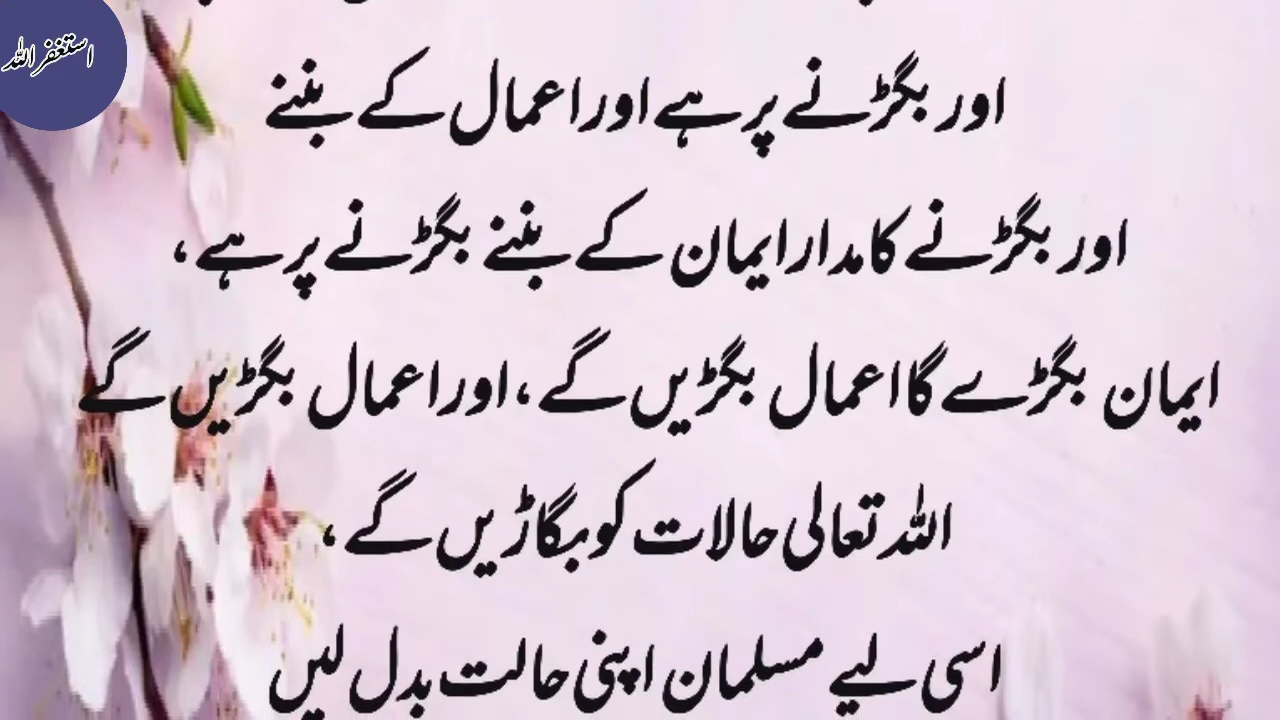 استغفر اللہ
اور بگڑنے پر ہے اور اعمال کے بننے
اور بگڑنے کا مدار ایمان کے بننے بگڑنے پر ہے،
ایمان بگڑے گا اعمال بگڑیں گے، اور اعمال بگڑیں گے
اللہ تعالی حالات کو بگاڑیں گے،
اسی لیے مسلمان اپنی حالت بدل لیں